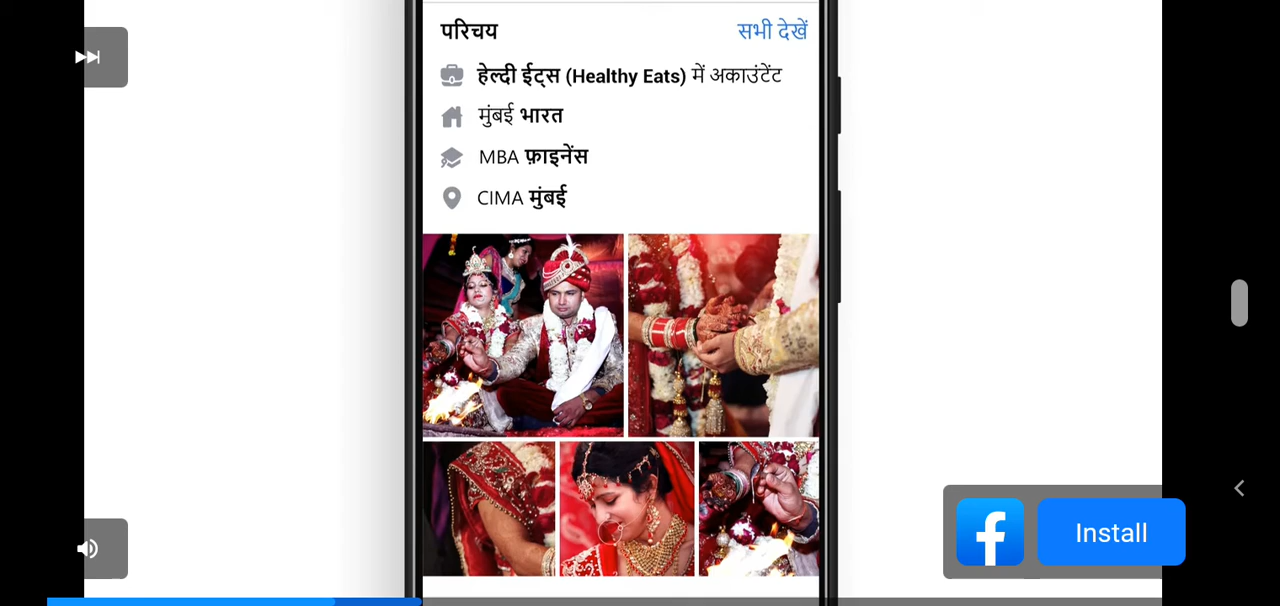 परिचय सभी देखें
हेल्दी ईट्स (Healthy Eats) में अकाउंटेंट
मुंबई भारत
MBA फ़ाइनेंस
CIMA मुंबई
Install